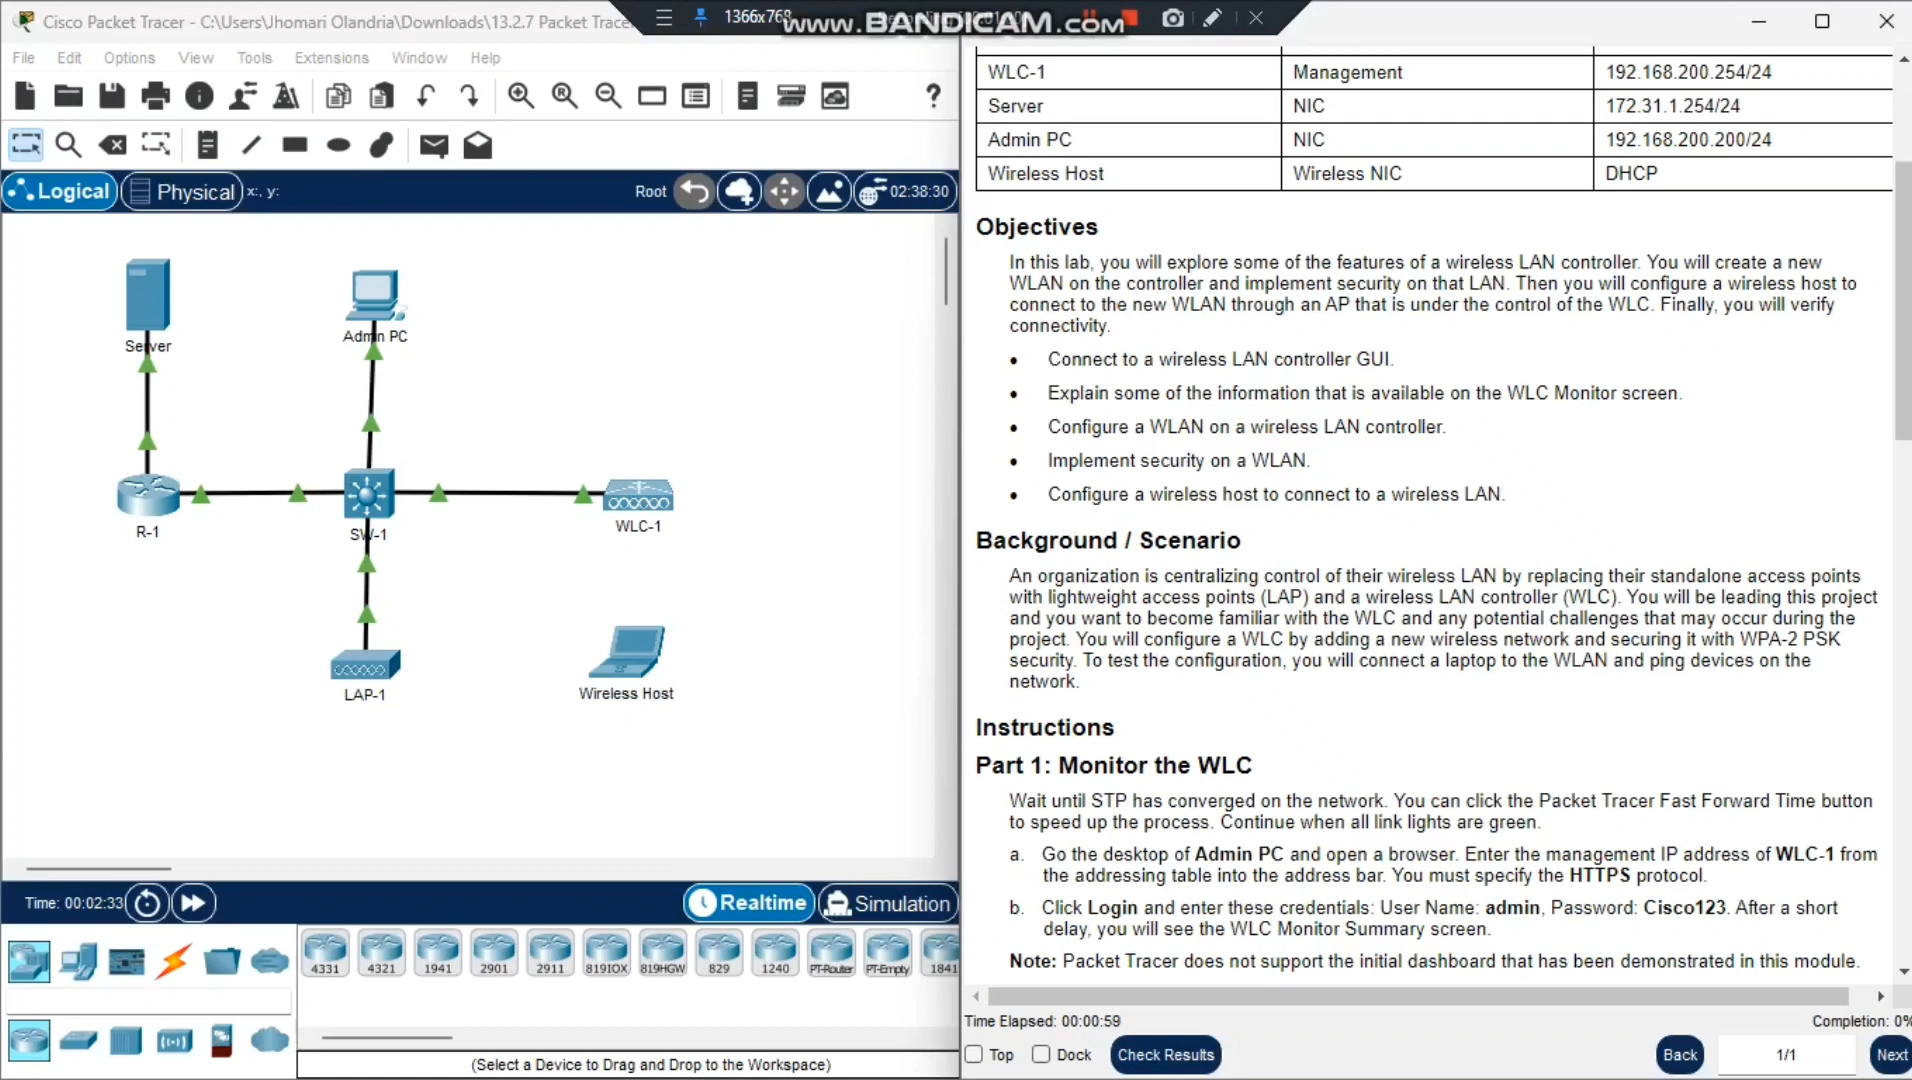 Cisco Packet Tracer - C:\Users\Jhomari Olandria\Downloads\13.2.7 Packet Trace
1366x768
www.BANDICAM.com
File Edit Options View Tools Extensions Window Help
?
Logical
Physical
x:, y:
Root
02:38:30
Server
Admin PC
R-1
SW-1
WLC-1
LAP-1
Wireless Host
Time: 00:02:33
Realtime
Simulation
4331 4321 1941 2901 2911 819IOX 819HGW 829 1240 PT-Router PT-Empty 1841
(Select a Device to Drag and Drop to the Workspace)
WLC-1 Management 192.168.200.254/24
Server NIC 172.31.1.254/24
Admin PC NIC 192.168.200.200/24
Wireless Host Wireless NIC DHCP
Objectives
In this lab, you will explore some of the features of a wireless LAN controller. You will create a new
WLAN on the controller and implement security on that LAN. Then you will configure a wireless host to
connect to the new WLAN through an AP that is under the control of the WLC. Finally, you will verify
connectivity.
• Connect to a wireless LAN controller GUI.
• Explain some of the information that is available on the WLC Monitor screen.
• Configure a WLAN on a wireless LAN controller.
• Implement security on a WLAN.
• Configure a wireless host to connect to a wireless LAN.
Background / Scenario
An organization is centralizing control of their wireless LAN by replacing their standalone access points
with lightweight access points (LAP) and a wireless LAN controller (WLC). You will be leading this project
and you want to become familiar with the WLC and any potential challenges that may occur during the
project. You will configure a WLC by adding a new wireless network and securing it with WPA-2 PSK
security. To test the configuration, you will connect a laptop to the WLAN and ping devices on the
network.
Instructions
Part 1: Monitor the WLC
Wait until STP has converged on the network. You can click the Packet Tracer Fast Forward Time button
to speed up the process. Continue when all link lights are green.
a. Go the desktop of Admin PC and open a browser. Enter the management IP address of WLC-1 from
the addressing table into the address bar. You must specify the HTTPS protocol.
b. Click Login and enter these credentials: User Name: admin, Password: Cisco123. After a short
delay, you will see the WLC Monitor Summary screen.
Note: Packet Tracer does not support the initial dashboard that has been demonstrated in this module.
Time Elapsed: 00:00:59
Completion: 0%
Top
Dock
Check Results
Back
1/1
Next